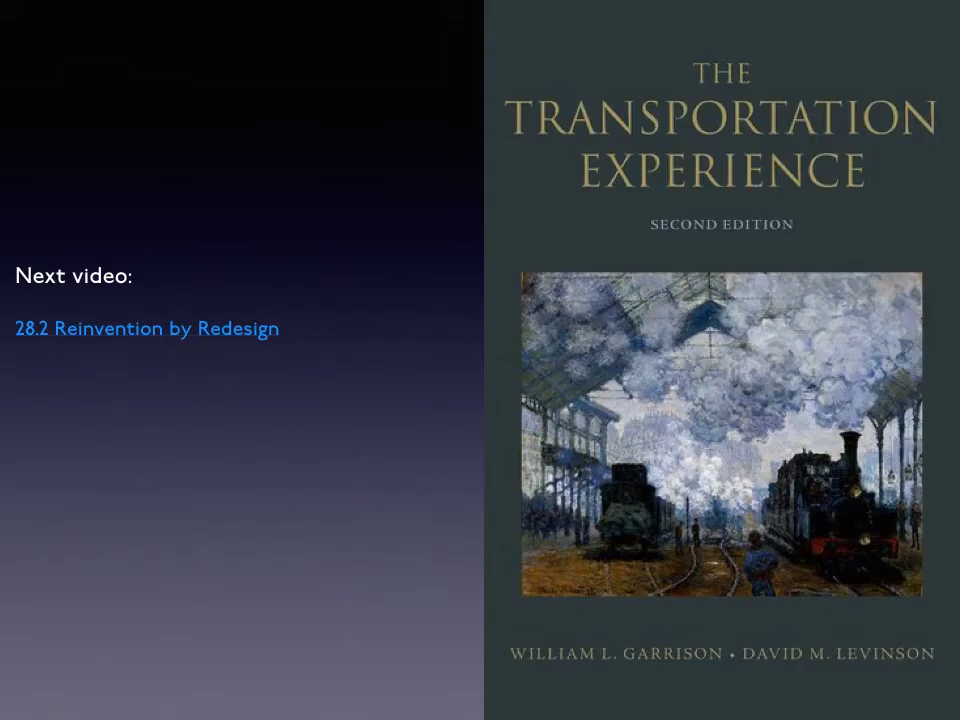 Next video:
28.2 Reinvention by Redesign
THE
TRANSPORTATION
EXPERIENCE
SECOND EDITION
WILLIAM L. GARRISON • DAVID M. LEVINSON